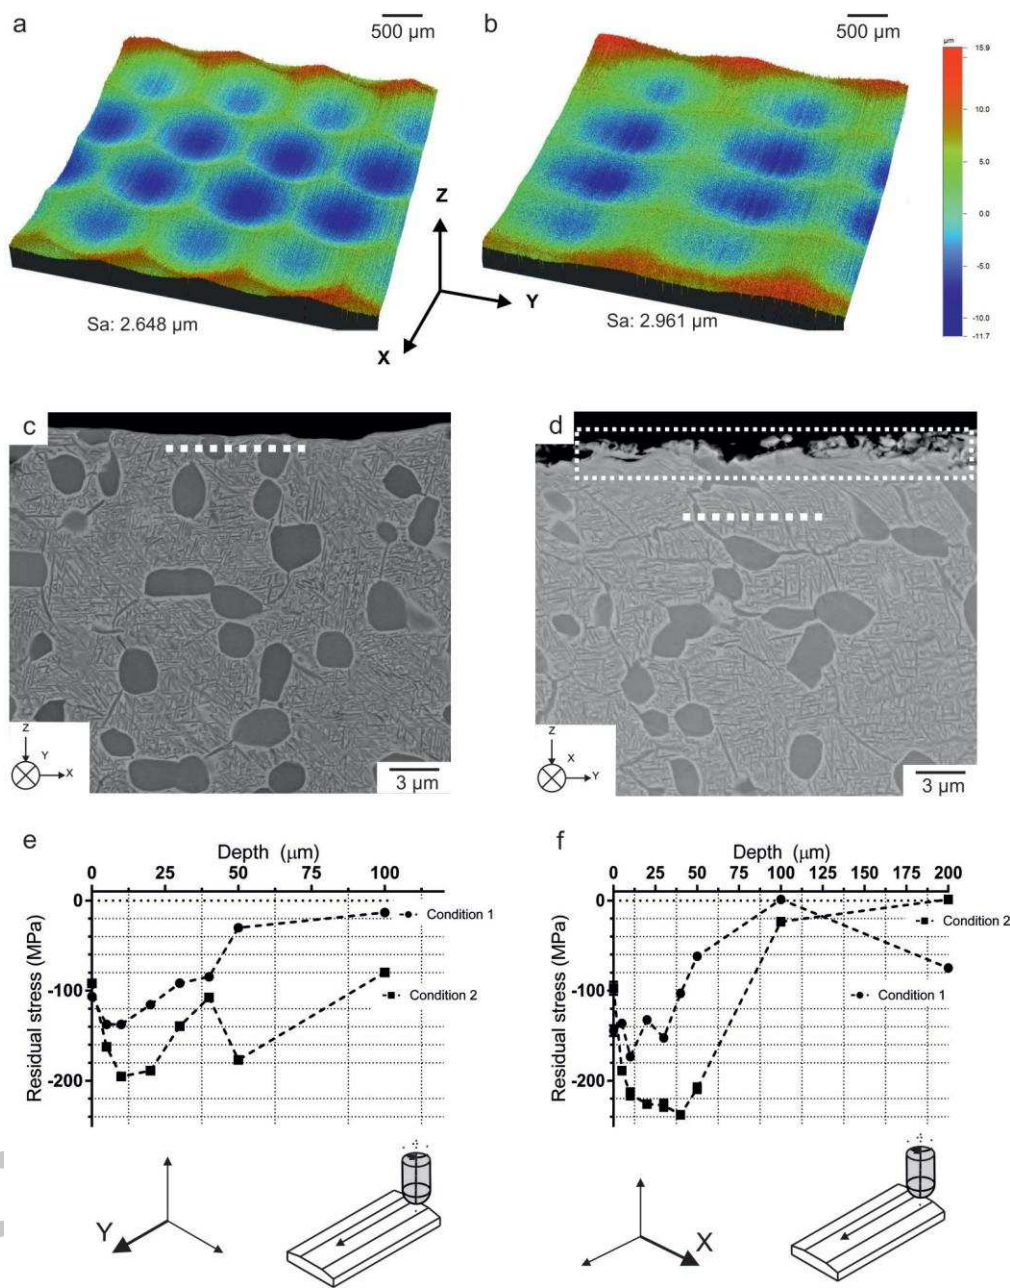 a
500 µm
b
500 µm
µm
15.9
10.0
5.0
0.0
-5.0
-10.0
-11.7
Z
Y
X
Sa: 2.648 µm
Sa: 2.961 µm
c
d
Z
Y
X
3 µm
Z
X
Y
3 µm
e
Depth (µm)
0 25 50 75 100
0
-100
-200
Residual stress (MPa)
Condition 1
Condition 2
f
Depth (µm)
0 25 50 75 100 125 150 175 200
0
-100
-200
Residual stress (MPa)
Condition 2
Condition 1
Y
X